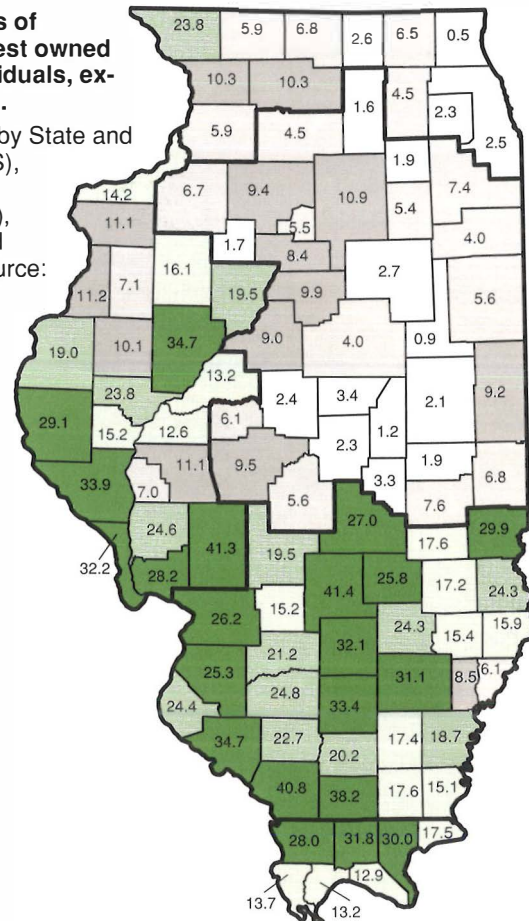 s of
est owned
iduals, ex-
.
by State and
S),
),
l
urce:
23.8 5.9 6.8 2.6 6.5 0.5
10.3 10.3 1.6 4.5 2.3
5.9 4.5 2.5
1.9
14.2 6.7 9.4 10.9 7.4
11.1 5.5 5.4
1.7 8.4 4.0
16.1 2.7
11.2 7.1 19.5 9.9 5.6
19.0 10.1 34.7 9.0 4.0 0.9
13.2
23.8 2.4 3.4 2.1 9.2
29.1 15.2 12.6 6.1 1.2
2.3
33.9 11.1 9.5 1.9
7.0 3.3 6.8
5.6 7.6
24.6 27.0
32.2 41.3 19.5 17.6 29.9
28.2 25.8
41.4 17.2 24.3
26.2 15.2
24.3 15.4 15.9
32.1
21.2
25.3 31.1 8.5 6.1
24.8 33.4
24.4
34.7 22.7 20.2 17.4 18.7
40.8 38.2 17.6 15.1
28.0 31.8 30.0 17.5
12.9
13.7 13.2